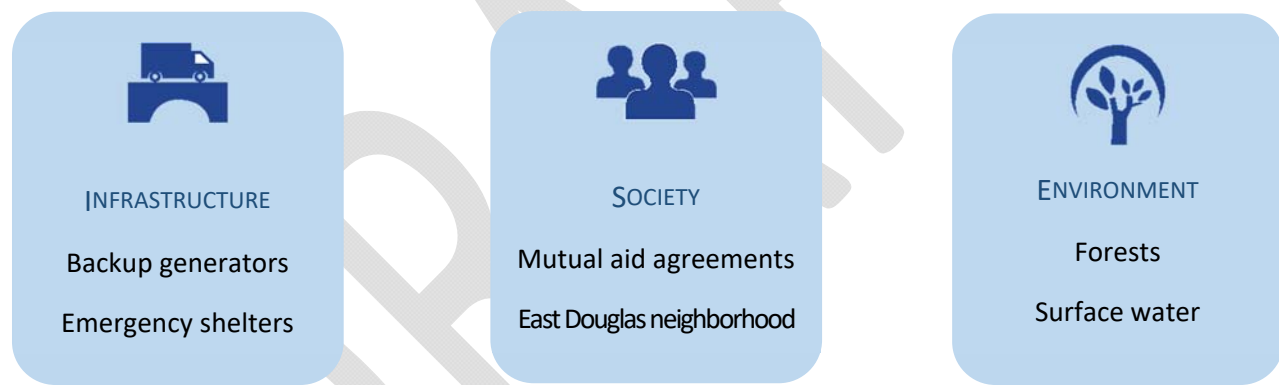 INFRASTRUCTURE
Backup generators
Emergency shelters
SOCIETY
Mutual aid agreements
East Douglas neighborhood
ENVIRONMENT
Forests
Surface water